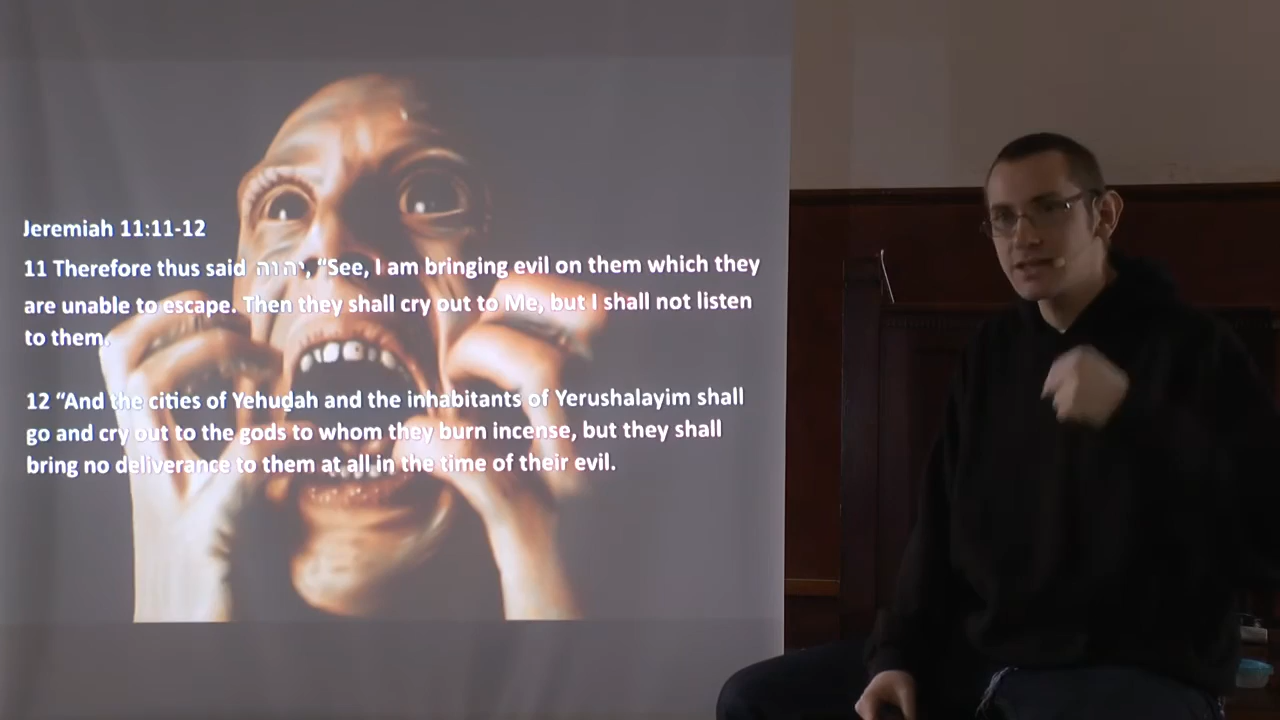 Jeremiah 11:11-12
11 Therefore thus said יהוה, “See, I am bringing evil on them which they
are unable to escape. Then they shall cry out to Me, but I shall not listen
to them.
12 “And the cities of Yehuḏah and the inhabitants of Yerushalayim shall
go and cry out to the gods to whom they burn incense, but they shall
bring no deliverance to them at all in the time of their evil.